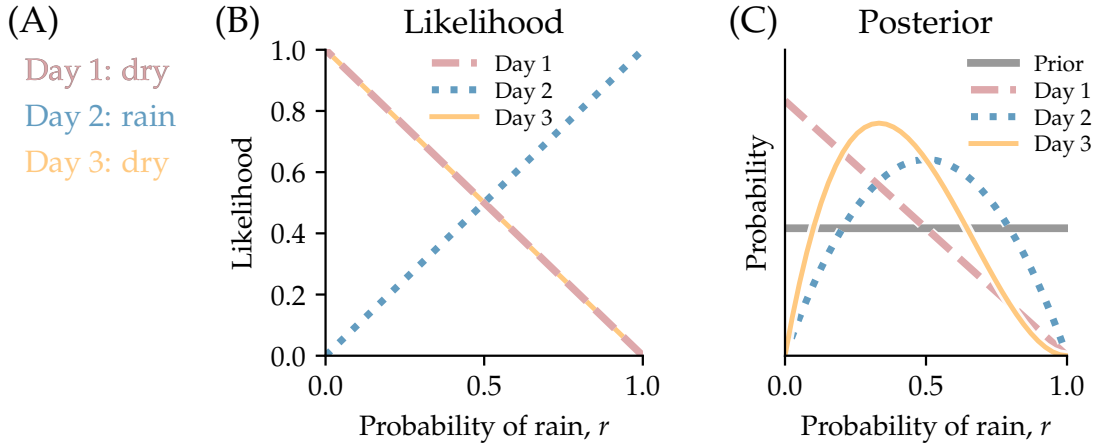 (A)
Day 1: dry
Day 2: rain
Day 3: dry
(B)
Likelihood
1.0
0.8
0.6
0.4
0.2
0.0
Likelihood
Day 1
Day 2
Day 3
0.0 0.5 1.0
Probability of rain, r
(C)
Posterior
Probability
Prior
Day 1
Day 2
Day 3
0.0 0.5 1.0
Probability of rain, r